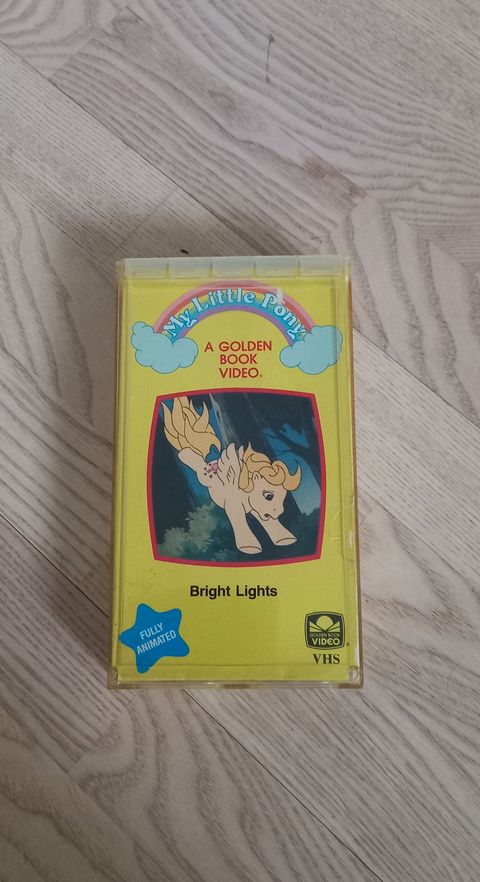 My Little Pony
A GOLDEN
BOOK
VIDEO®
Bright Lights
FULLY
ANIMATED
GOLDEN BOOK
VIDEO
VHS